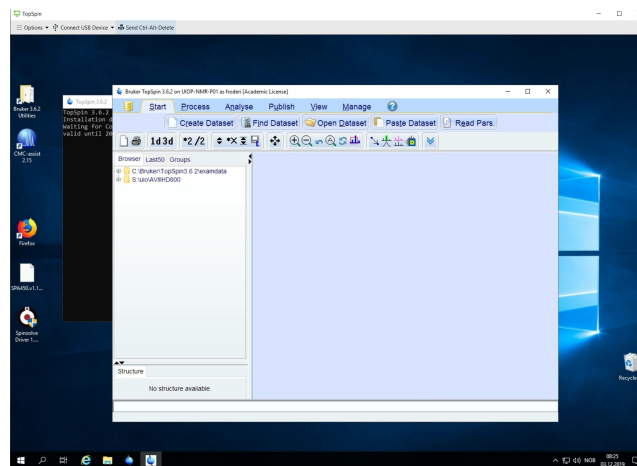 TopSpin
Options Connect USB Device Send Ctrl-Alt-Delete
Bruker 3.6.2
Utilities
CMC-assist
2.15
Firefox
SPA450.v1.1...
Spinsolve
Driver 1....
TopSpin 3.6.2
TopSpin 3.6.2
Installation d
Waiting For Co
valid until 20
Bruker TopSpin 3.6.2 on UIOP-NMR-P01 as froderi [Academic License]
Start Process Analyse Publish View Manage
Create Dataset Find Dataset Open Dataset Paste Dataset Read Pars.
1d 3d *2 /2
Browser Last50 Groups
C:\Bruker\TopSpin3.6.2\examdata
S:\uio\AVIIHD800
Structure
No structure available.
Recycle
NOB 08:25
03.12.2019